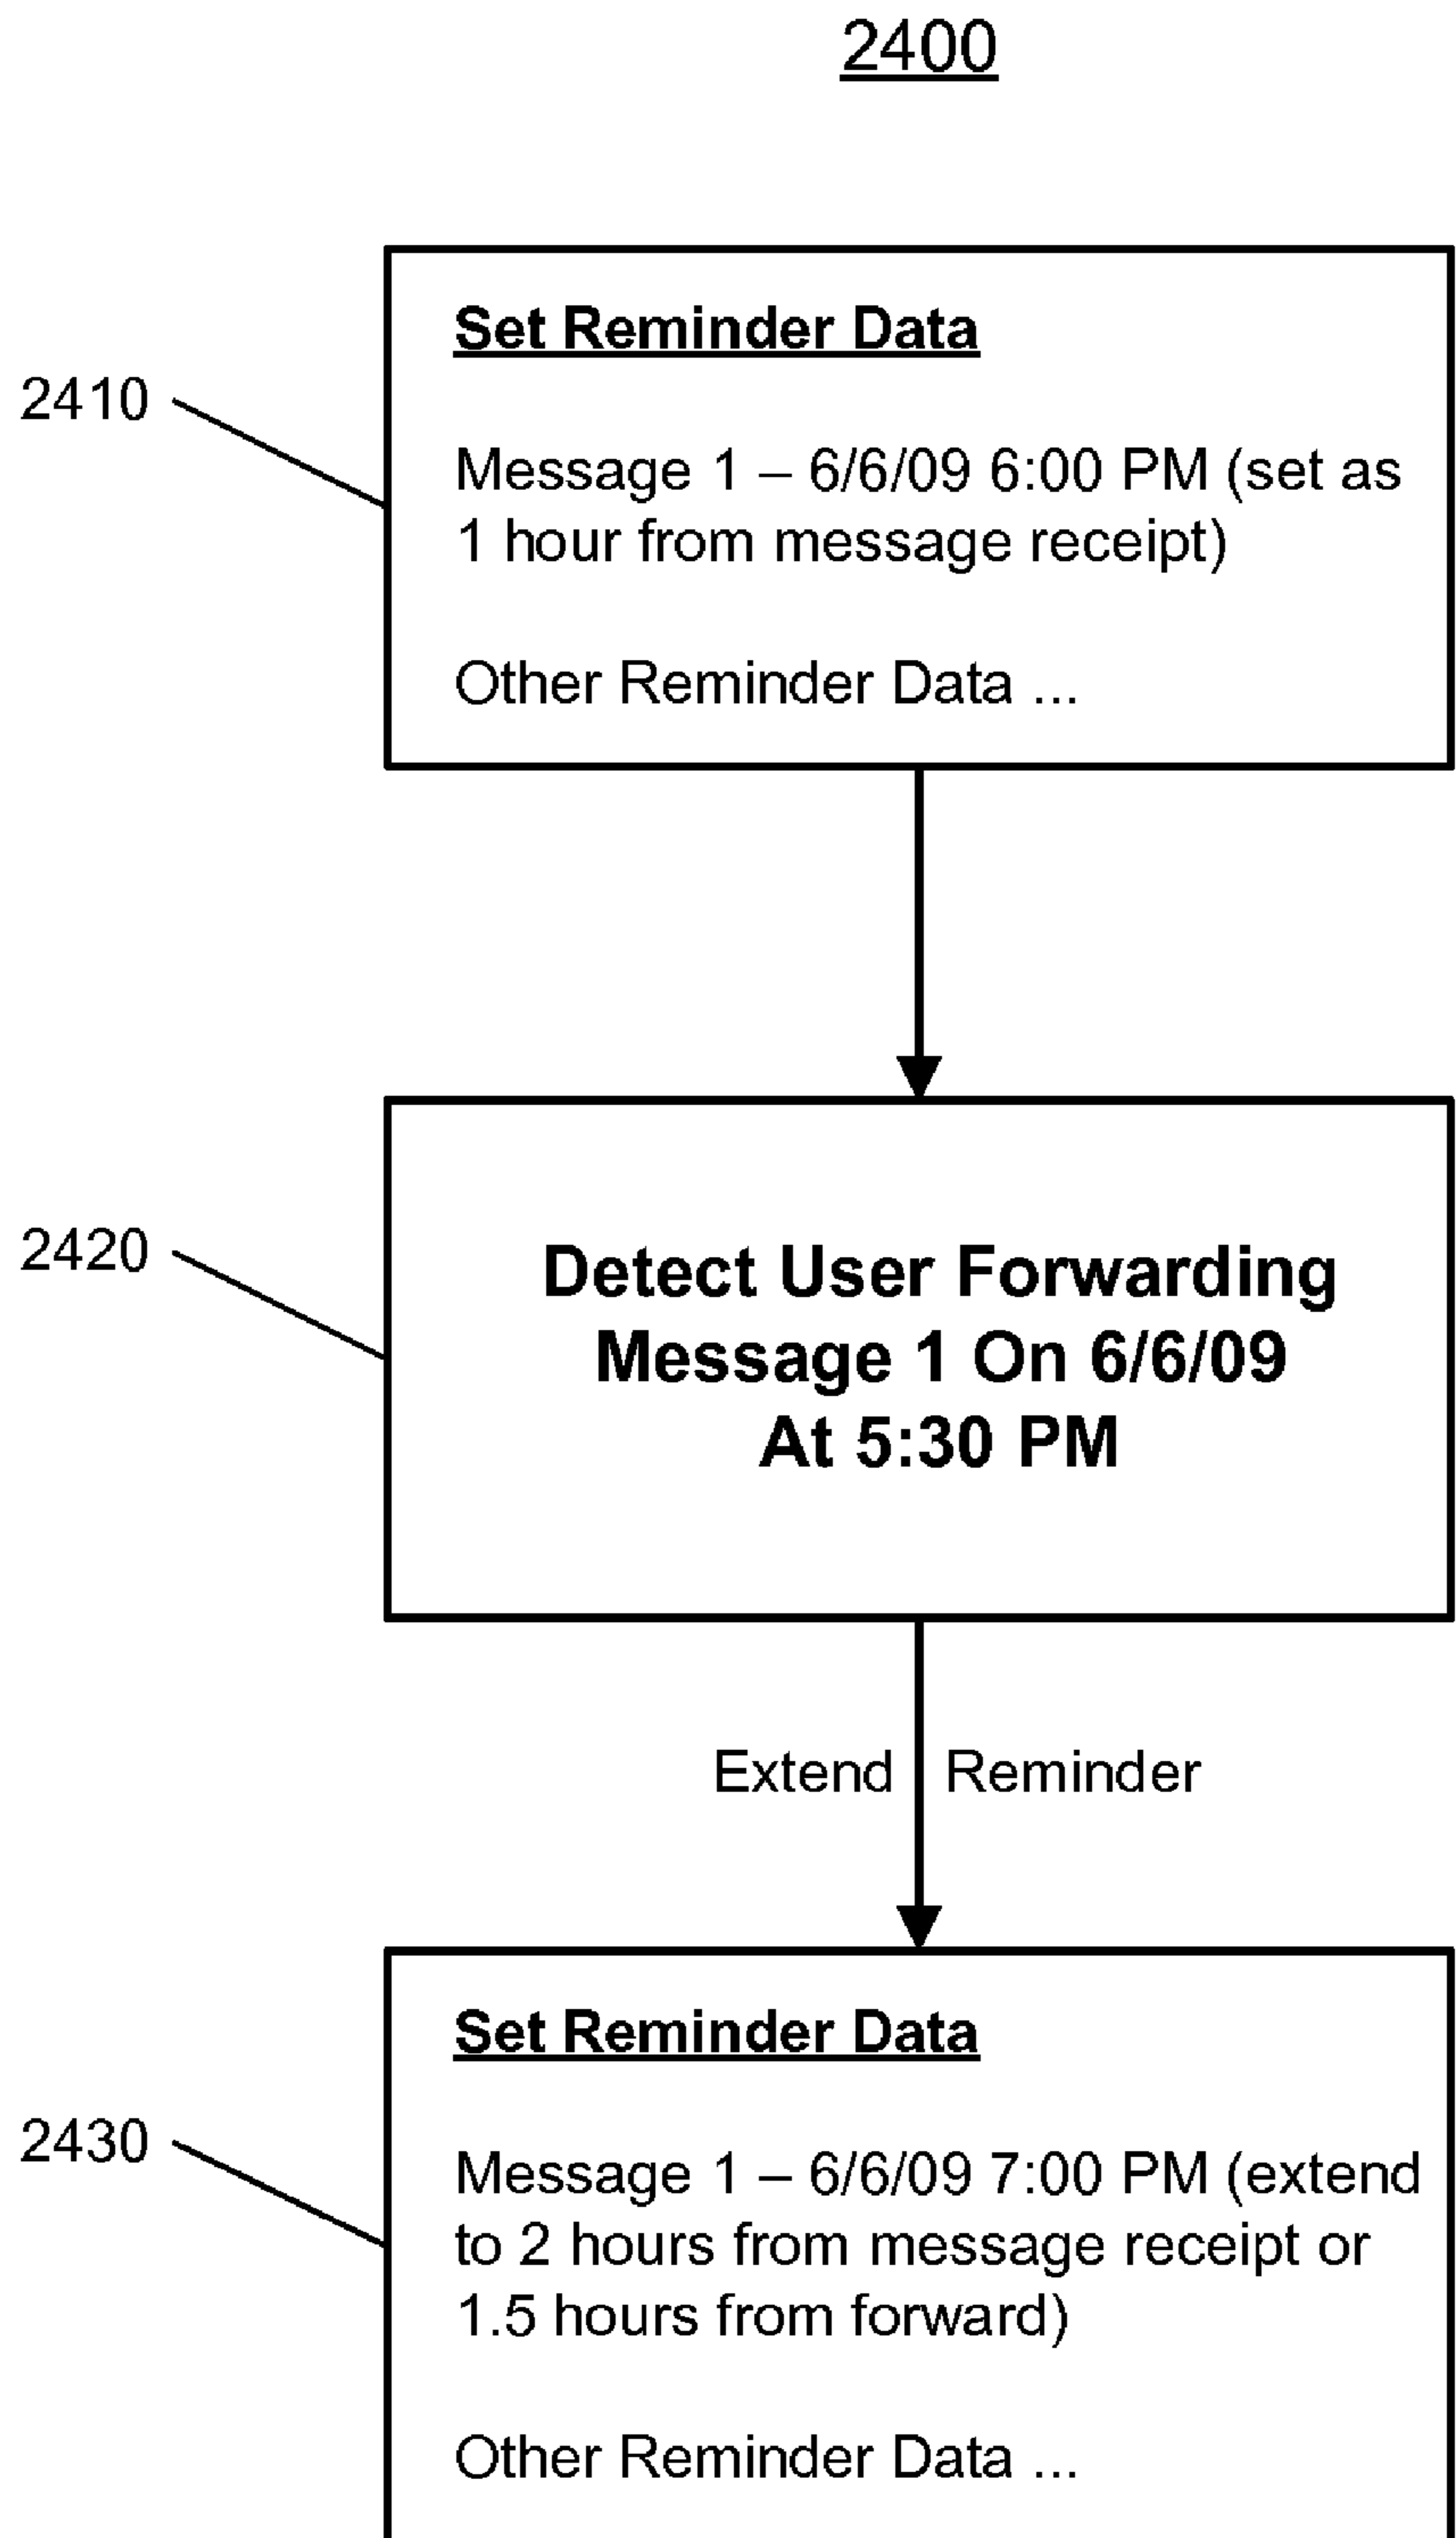 2400
Set Reminder Data
2410
Message 1 – 6/6/09 6:00 PM (set as
1 hour from message receipt)
Other Reminder Data ...
2420
Detect User Forwarding
Message 1 On 6/6/09
At 5:30 PM
Extend Reminder
Set Reminder Data
2430
Message 1 – 6/6/09 7:00 PM (extend
to 2 hours from message receipt or
1.5 hours from forward)
Other Reminder Data ...